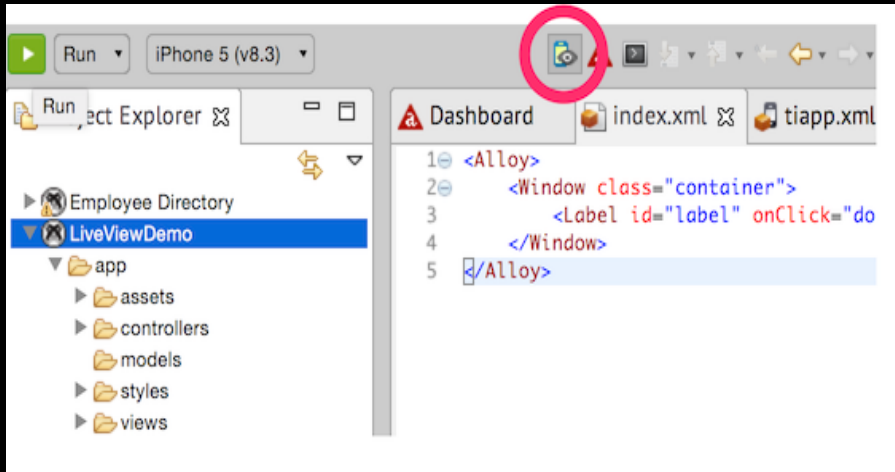 Run iPhone 5 (v8.3)
Run
ect Explorer
Employee Directory
LiveViewDemo
app
assets
controllers
models
styles
views
Dashboard index.xml tiapp.xml
1 <Alloy>
2 <Window class="container">
3 <Label id="label" onClick="do
4 </Window>
5 </Alloy>